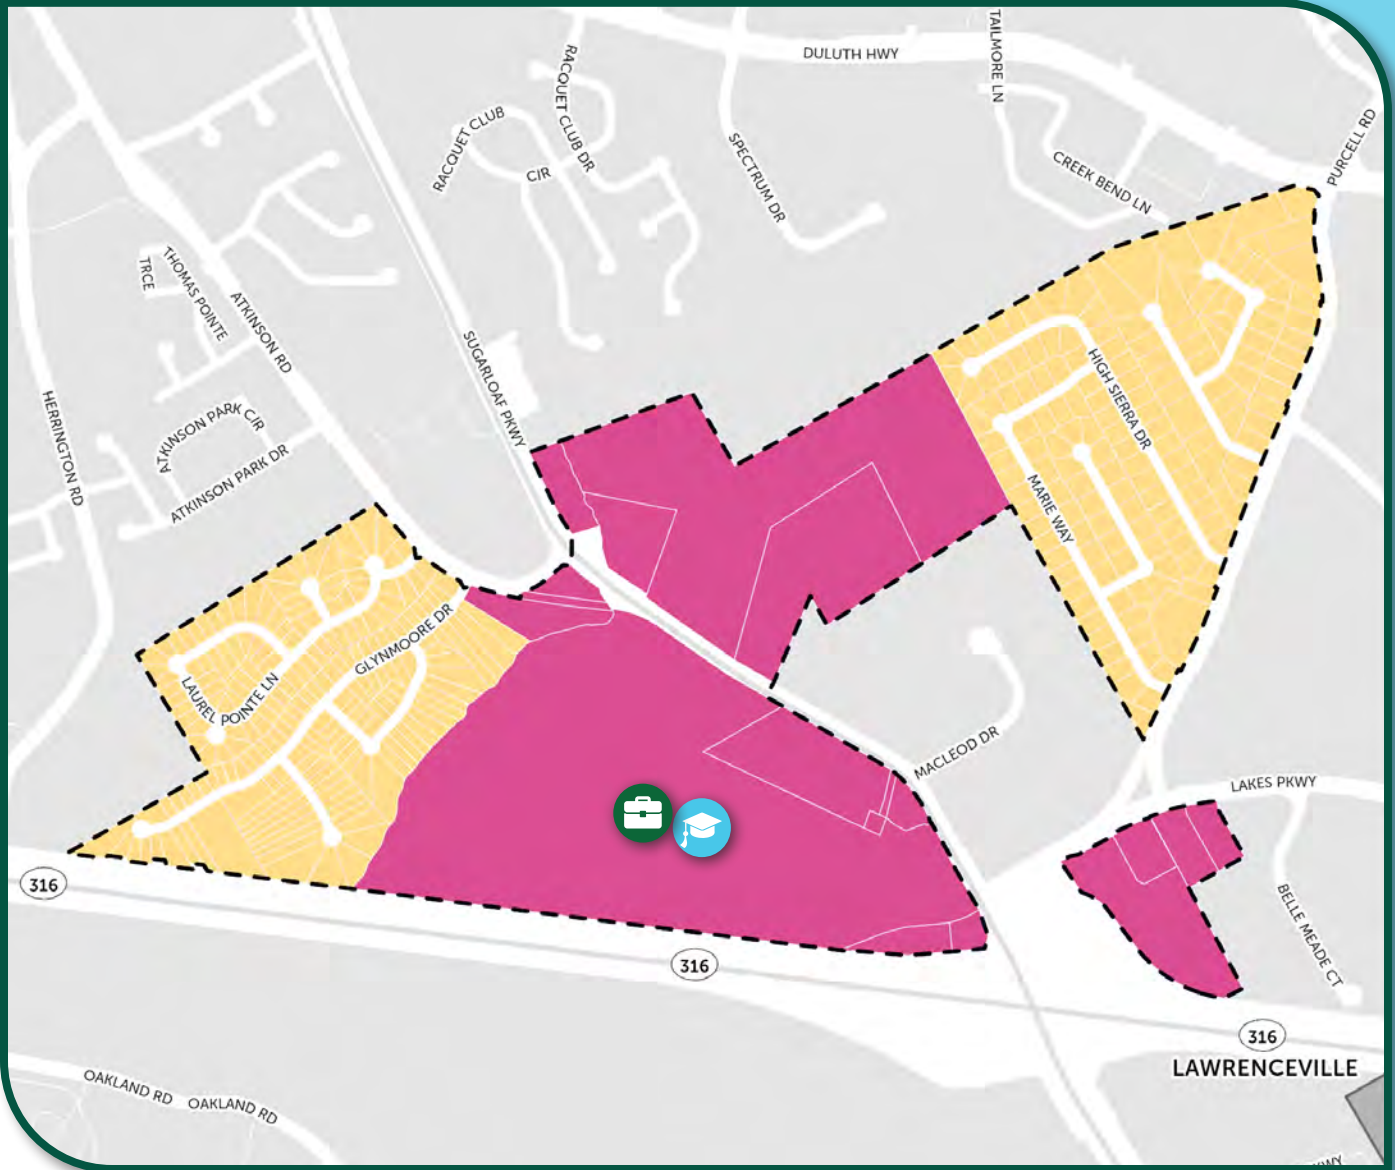 DULUTH HWY
TAILMORE LN
RACQUET CLUB DR
RACQUET CLUB
CIR
SPECTRUM DR
CREEK BEND LN
PURCELL RD
THOMAS POINTE
TRCE
ATKINSON RD
SUGARLOAF PKWY
HERRINGTON RD
ATKINSON PARK CIR
ATKINSON PARK DR
HIGH SIERRA DR
MARIE WAY
GLYNMOORE DR
LAUREL POINTE LN
MACLEOD DR
LAKES PKWY
BELLE MEADE CT
316
316
316
LAWRENCEVILLE
OAKLAND RD
OAKLAND RD